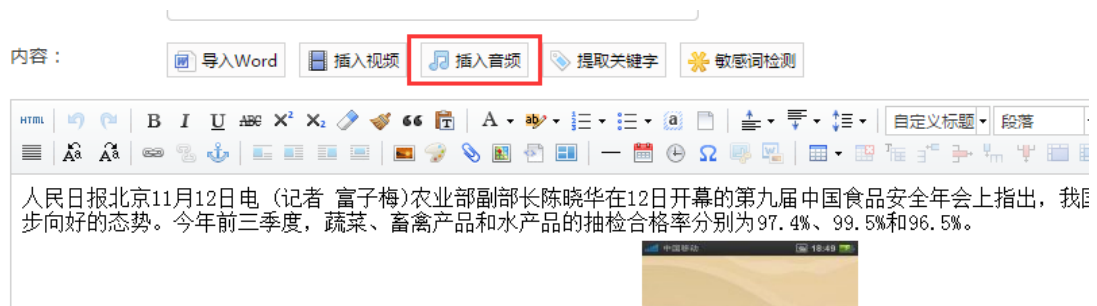 内容：
导入Word 插入视频 插入音频 提取关键字 敏感词检测
HTML B I U ABC X² X₂ A ab a 自定义标题 段落
Aa Aa Ω
人民日报北京11月12日电 (记者 富子梅)农业部副部长陈晓华在12日开幕的第九届中国食品安全年会上指出，我
步向好的态势。今年前三季度，蔬菜、畜禽产品和水产品的抽检合格率分别为97.4%、99.5%和96.5%。
中国移动 18:49